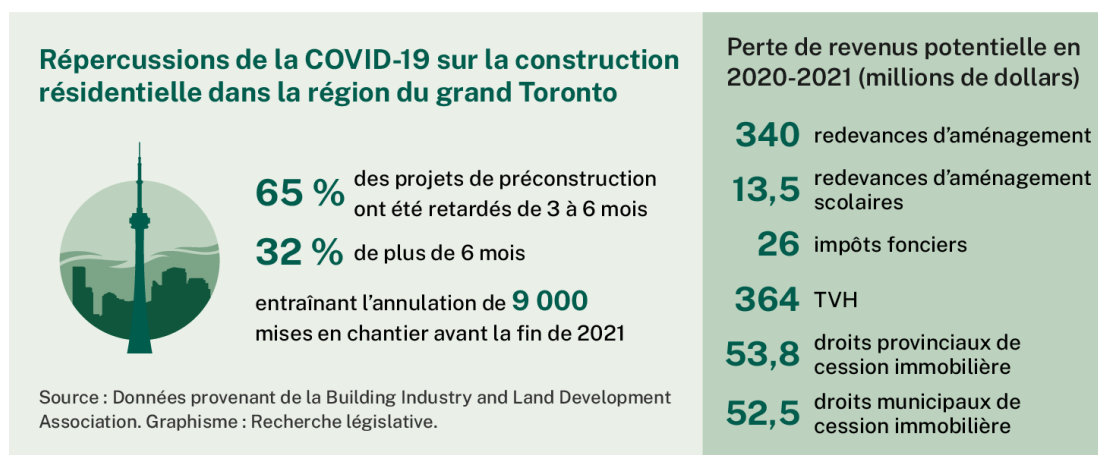 Répercussions de la COVID-19 sur la construction
résidentielle dans la région du grand Toronto
65 % des projets de préconstruction
ont été retardés de 3 à 6 mois
32 % de plus de 6 mois
entraînant l’annulation de 9 000
mises en chantier avant la fin de 2021
Source : Données provenant de la Building Industry and Land Development
Association. Graphisme : Recherche législative.
Perte de revenus potentielle en
2020-2021 (millions de dollars)
340 redevances d’aménagement
13,5 redevances d’aménagement
scolaires
26 impôts fonciers
364 TVH
53,8 droits provinciaux de
cession immobilière
52,5 droits municipaux de
cession immobilière